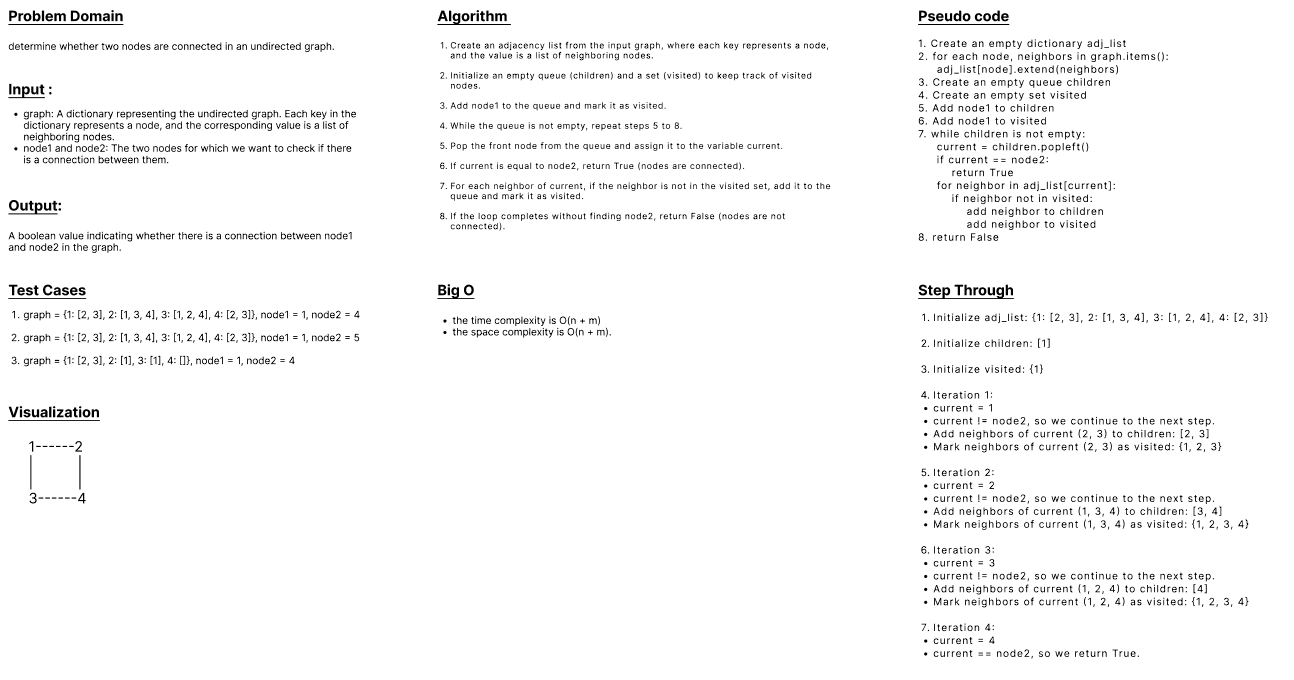 Problem Domain
determine whether two nodes are connected in an undirected graph.
Input :
• graph: A dictionary representing the undirected graph. Each key in the
dictionary represents a node, and the corresponding value is a list of
neighboring nodes.
• node1 and node2: The two nodes for which we want to check if there
is a connection between them.
Output:
A boolean value indicating whether there is a connection between node1
and node2 in the graph.
Test Cases
1. graph = {1: [2, 3], 2: [1, 3, 4], 3: [1, 2, 4], 4: [2, 3]}, node1 = 1, node2 = 4
2. graph = {1: [2, 3], 2: [1, 3, 4], 3: [1, 2, 4], 4: [2, 3]}, node1 = 1, node2 = 5
3. graph = {1: [2, 3], 2: [1], 3: [1], 4: []}, node1 = 1, node2 = 4
Visualization
1------2
3------4
Algorithm
1. Create an adjacency list from the input graph, where each key represents a node,
and the value is a list of neighboring nodes.
2. Initialize an empty queue (children) and a set (visited) to keep track of visited
nodes.
3. Add node1 to the queue and mark it as visited.
4. While the queue is not empty, repeat steps 5 to 8.
5. Pop the front node from the queue and assign it to the variable current.
6. If current is equal to node2, return True (nodes are connected).
7. For each neighbor of current, if the neighbor is not in the visited set, add it to the
queue and mark it as visited.
8. If the loop completes without finding node2, return False (nodes are not
connected).
Big O
• the time complexity is O(n + m)
• the space complexity is O(n + m).
Pseudo code
1. Create an empty dictionary adj_list
2. for each node, neighbors in graph.items():
adj_list[node].extend(neighbors)
3. Create an empty queue children
4. Create an empty set visited
5. Add node1 to children
6. Add node1 to visited
7. while children is not empty:
current = children.popleft()
if current == node2:
return True
for neighbor in adj_list[current]:
if neighbor not in visited:
add neighbor to children
add neighbor to visited
8. return False
Step Through
1. Initialize adj_list: {1: [2, 3], 2: [1, 3, 4], 3: [1, 2, 4], 4: [2, 3]}
2. Initialize children: [1]
3. Initialize visited: {1}
4. Iteration 1:
• current = 1
• current != node2, so we continue to the next step.
• Add neighbors of current (2, 3) to children: [2, 3]
• Mark neighbors of current (2, 3) as visited: {1, 2, 3}
5. Iteration 2:
• current = 2
• current != node2, so we continue to the next step.
• Add neighbors of current (1, 3, 4) to children: [3, 4]
• Mark neighbors of current (1, 3, 4) as visited: {1, 2, 3, 4}
6. Iteration 3:
• current = 3
• current != node2, so we continue to the next step.
• Add neighbors of current (1, 2, 4) to children: [4]
• Mark neighbors of current (1, 2, 4) as visited: {1, 2, 3, 4}
7. Iteration 4:
• current = 4
• current == node2, so we return True.